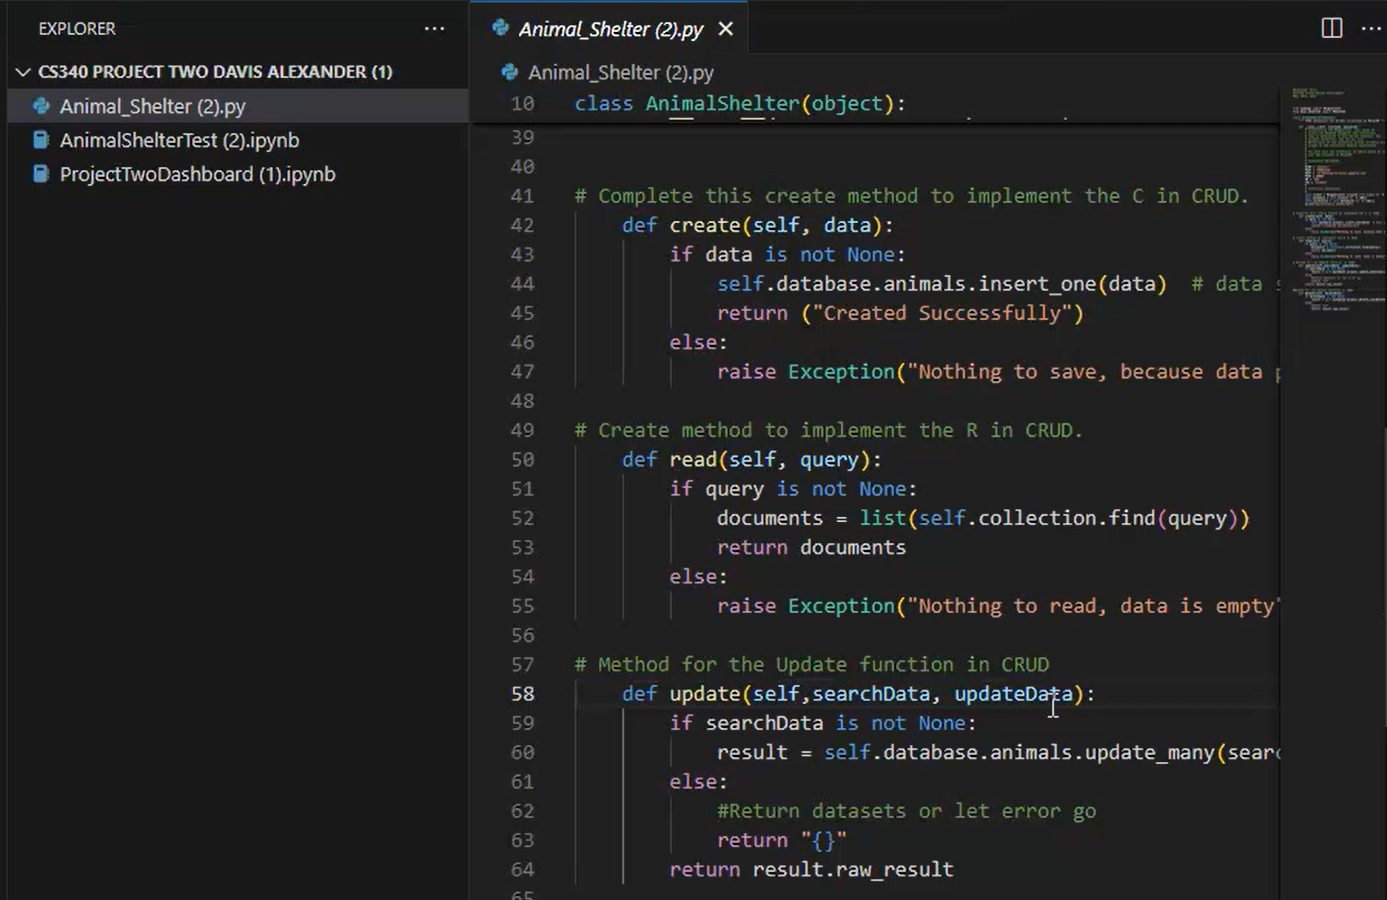 EXPLORER
CS340 PROJECT TWO DAVIS ALEXANDER (1)
Animal_Shelter (2).py
AnimalShelterTest (2).ipynb
ProjectTwoDashboard (1).ipynb
Animal_Shelter (2).py
Animal_Shelter (2).py
10 class AnimalShelter(object):
39
40
41 # Complete this create method to implement the C in CRUD.
42 def create(self, data):
43 if data is not None:
44 self.database.animals.insert_one(data) # data
45 return ("Created Successfully")
46 else:
47 raise Exception("Nothing to save, because data
48
49 # Create method to implement the R in CRUD.
50 def read(self, query):
51 if query is not None:
52 documents = list(self.collection.find(query))
53 return documents
54 else:
55 raise Exception("Nothing to read, data is empty"
56
57 # Method for the Update function in CRUD
58 def update(self,searchData, updateData):
59 if searchData is not None:
60 result = self.database.animals.update_many(
61 else:
62 #Return datasets or let error go
63 return "{}"
64 return result.raw_result